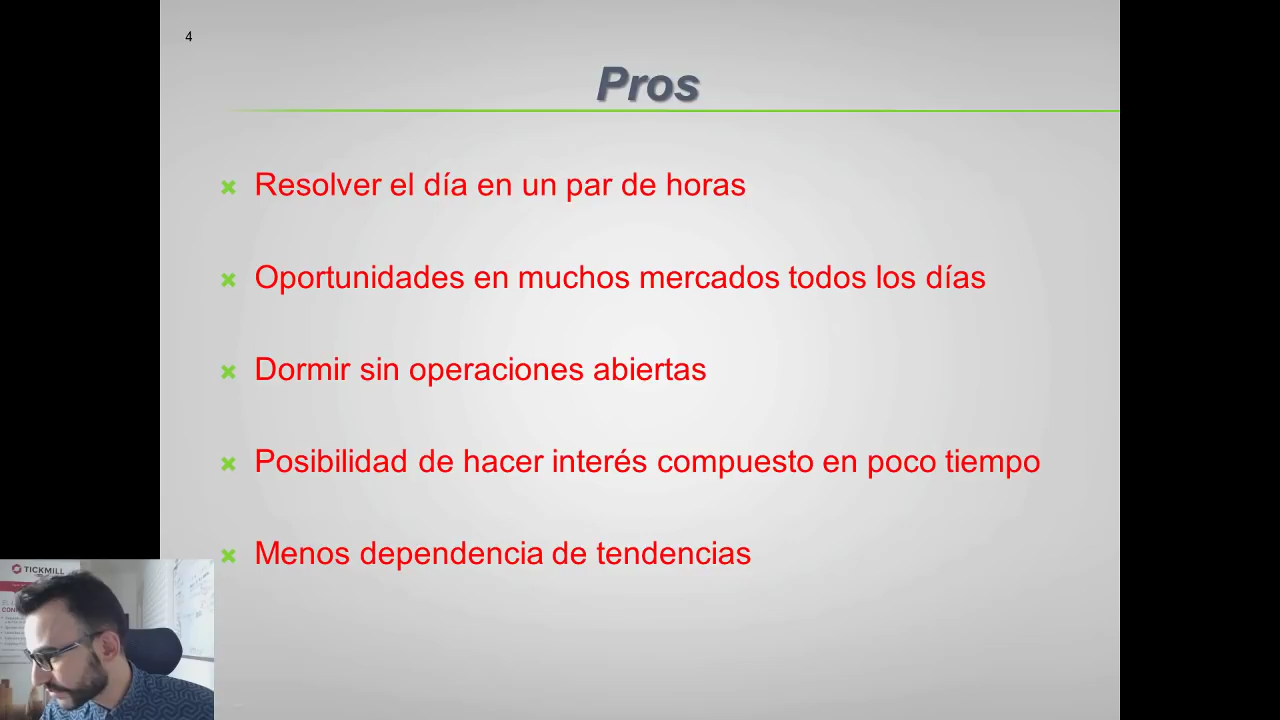 4
Pros
Resolver el día en un par de horas
Oportunidades en muchos mercados todos los días
Dormir sin operaciones abiertas
Posibilidad de hacer interés compuesto en poco tiempo
Menos dependencia de tendencias
TICKMILL